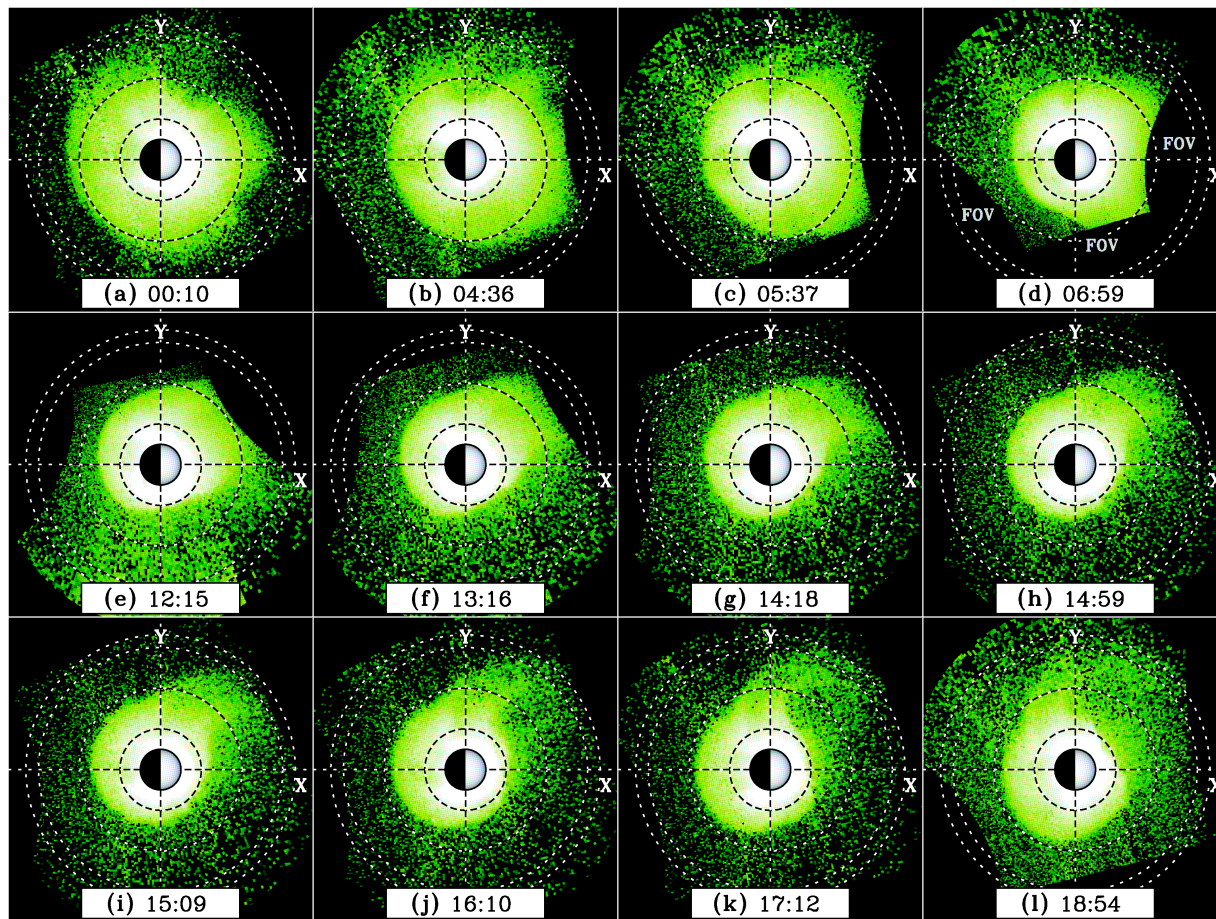 Y
X
(a) 00:10
Y
X
(b) 04:36
Y
X
(c) 05:37
Y
FOV
X
FOV
FOV
(d) 06:59
Y
X
(e) 12:15
Y
X
(f) 13:16
Y
X
(g) 14:18
Y
X
(h) 14:59
Y
X
(i) 15:09
Y
X
(j) 16:10
Y
X
(k) 17:12
Y
X
(l) 18:54